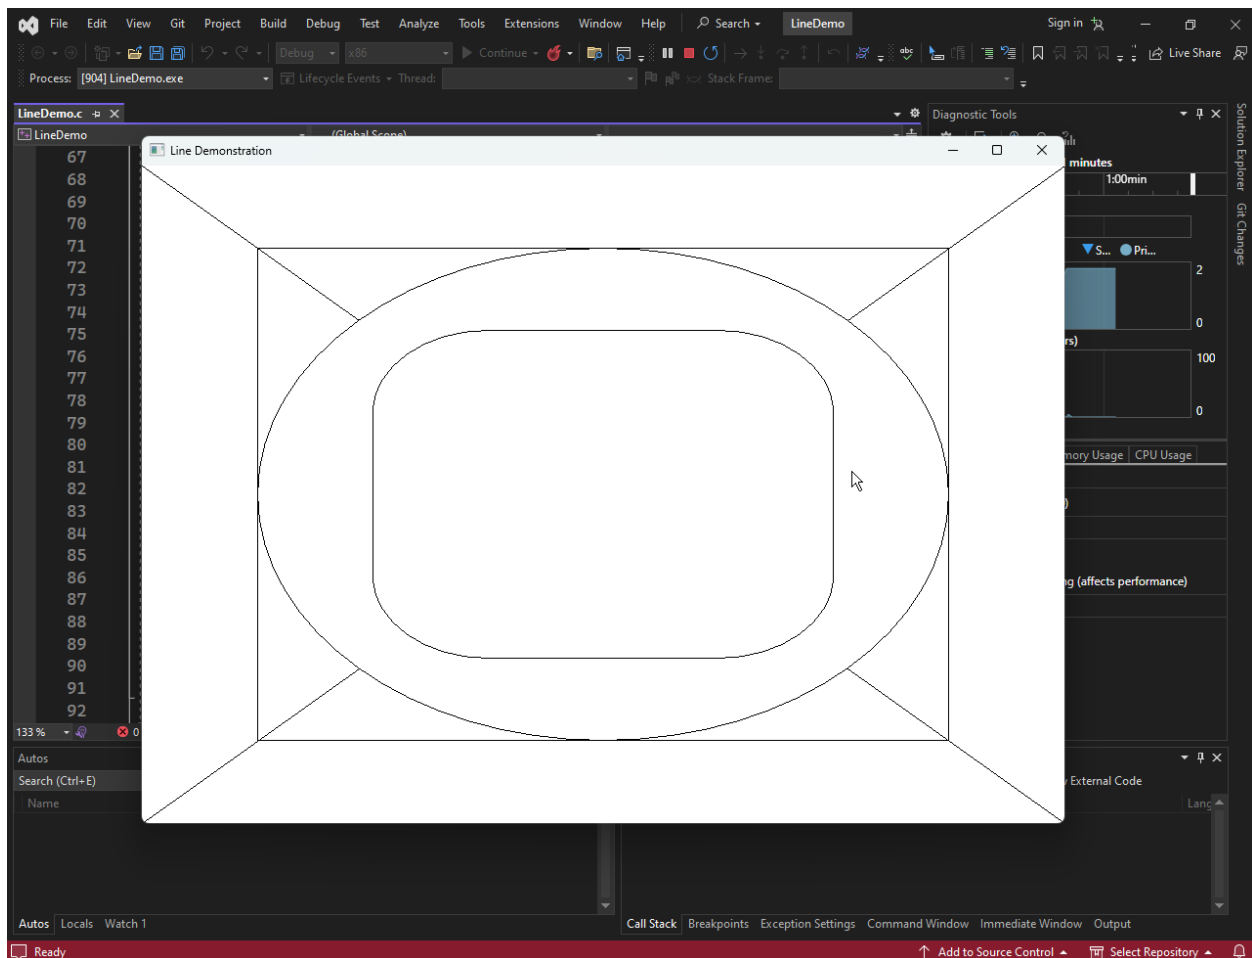 File Edit View Git Project Build Debug Test Analyze Tools Extensions Window Help Search LineDemo Sign in
Debug x86 Continue Live Share
Process: [904] LineDemo.exe Lifecycle Events Thread: Stack Frame:
LineDemo.c
LineDemo (Global Scope)
67
68
69
70
71
72
73
74
75
76
77
78
79
80
81
82
83
84
85
86
87
88
89
90
91
92
133 % 0
Line Demonstration
Diagnostic Tools
minutes
1:00min
S... Pri...
2
0
rs)
100
0
mory Usage CPU Usage
)
ng (affects performance)
Solution Explorer
Git Changes
Autos
Search (Ctrl+E)
Name
External Code
Lang
Autos Locals Watch 1
Call Stack Breakpoints Exception Settings Command Window Immediate Window Output
Ready Add to Source Control Select Repository